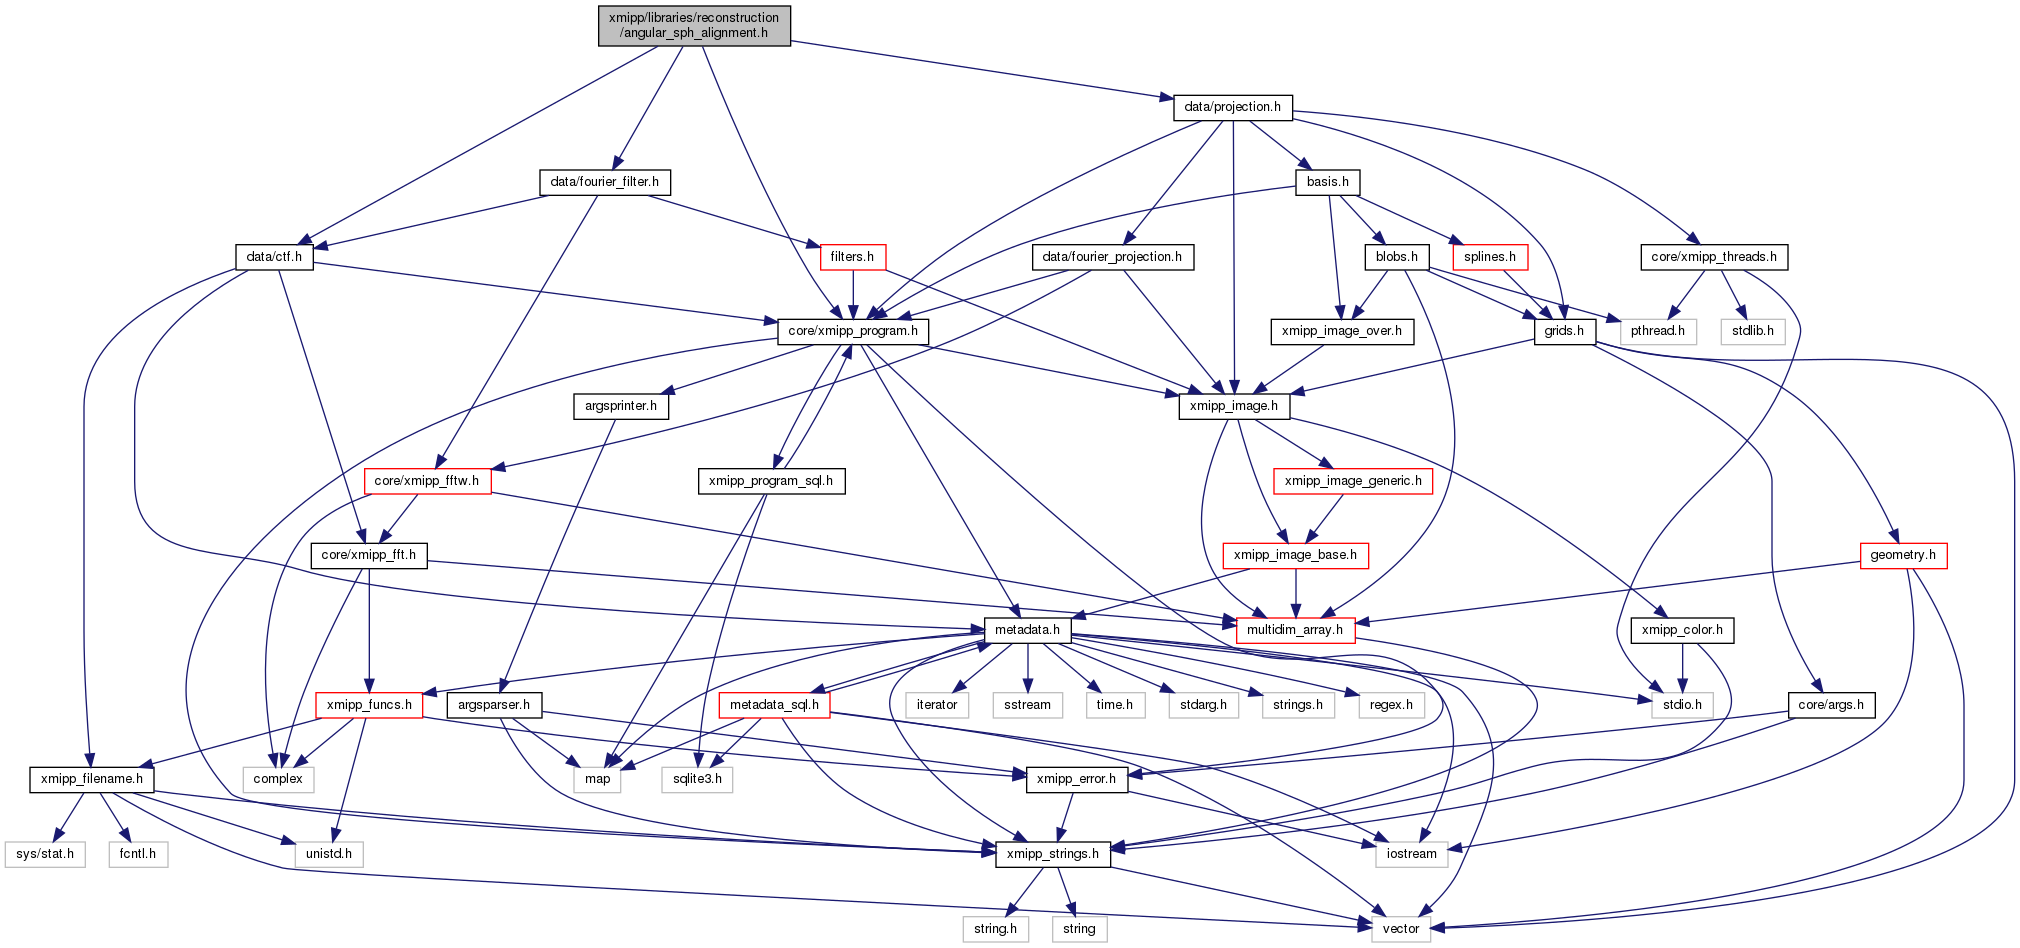 xmipp/libraries/reconstruction
/angular_sph_alignment.h
data/projection.h
data/fourier_filter.h
basis.h
data/ctf.h
filters.h
data/fourier_projection.h
blobs.h
splines.h
core/xmipp_threads.h
core/xmipp_program.h
xmipp_image_over.h
grids.h
pthread.h
stdlib.h
argsprinter.h
xmipp_image.h
core/xmipp_fftw.h
xmipp_program_sql.h
xmipp_image_generic.h
core/xmipp_fft.h
xmipp_image_base.h
geometry.h
metadata.h
multidim_array.h
xmipp_color.h
xmipp_funcs.h
argsparser.h
metadata_sql.h
iterator
sstream
time.h
stdarg.h
strings.h
regex.h
stdio.h
core/args.h
xmipp_filename.h
complex
map
sqlite3.h
xmipp_error.h
sys/stat.h
fcntl.h
unistd.h
xmipp_strings.h
iostream
string.h
string
vector